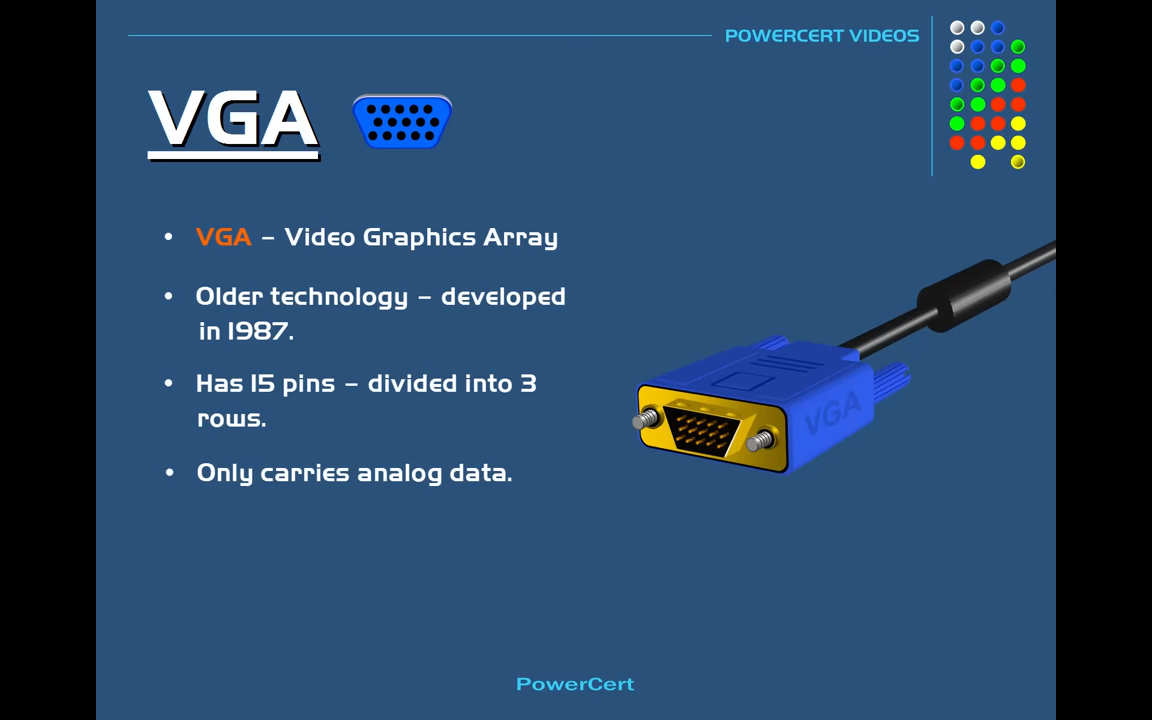 POWERCERT VIDEOS
VGA
• VGA – Video Graphics Array
• Older technology – developed
in 1987.
• Has 15 pins – divided into 3
rows.
• Only carries analog data.
VGA
PowerCert